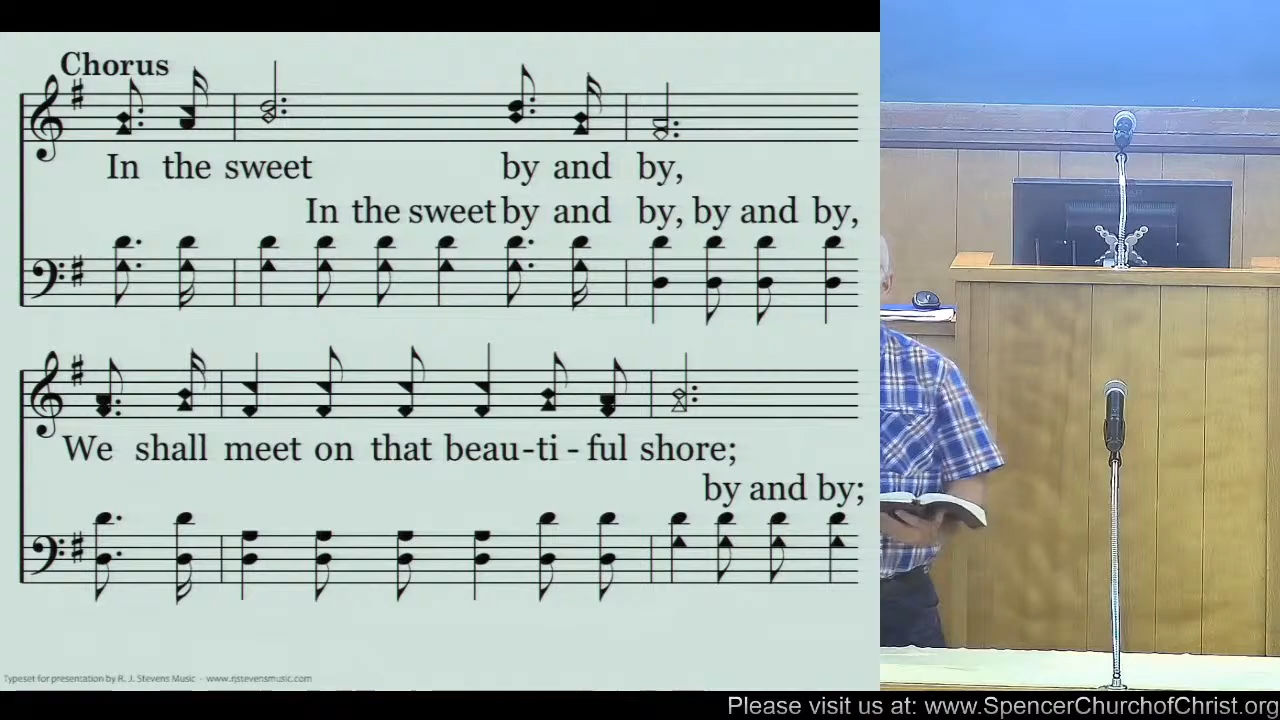 Chorus
In the sweet by and by,
In the sweet by and by, by and by,
We shall meet on that beau-ti-ful shore;
by and by;
Typeset for presentation by R. J. Stevens Music - www.rjstevensmusic.com
Please visit us at: www.SpencerChurchofChrist.org